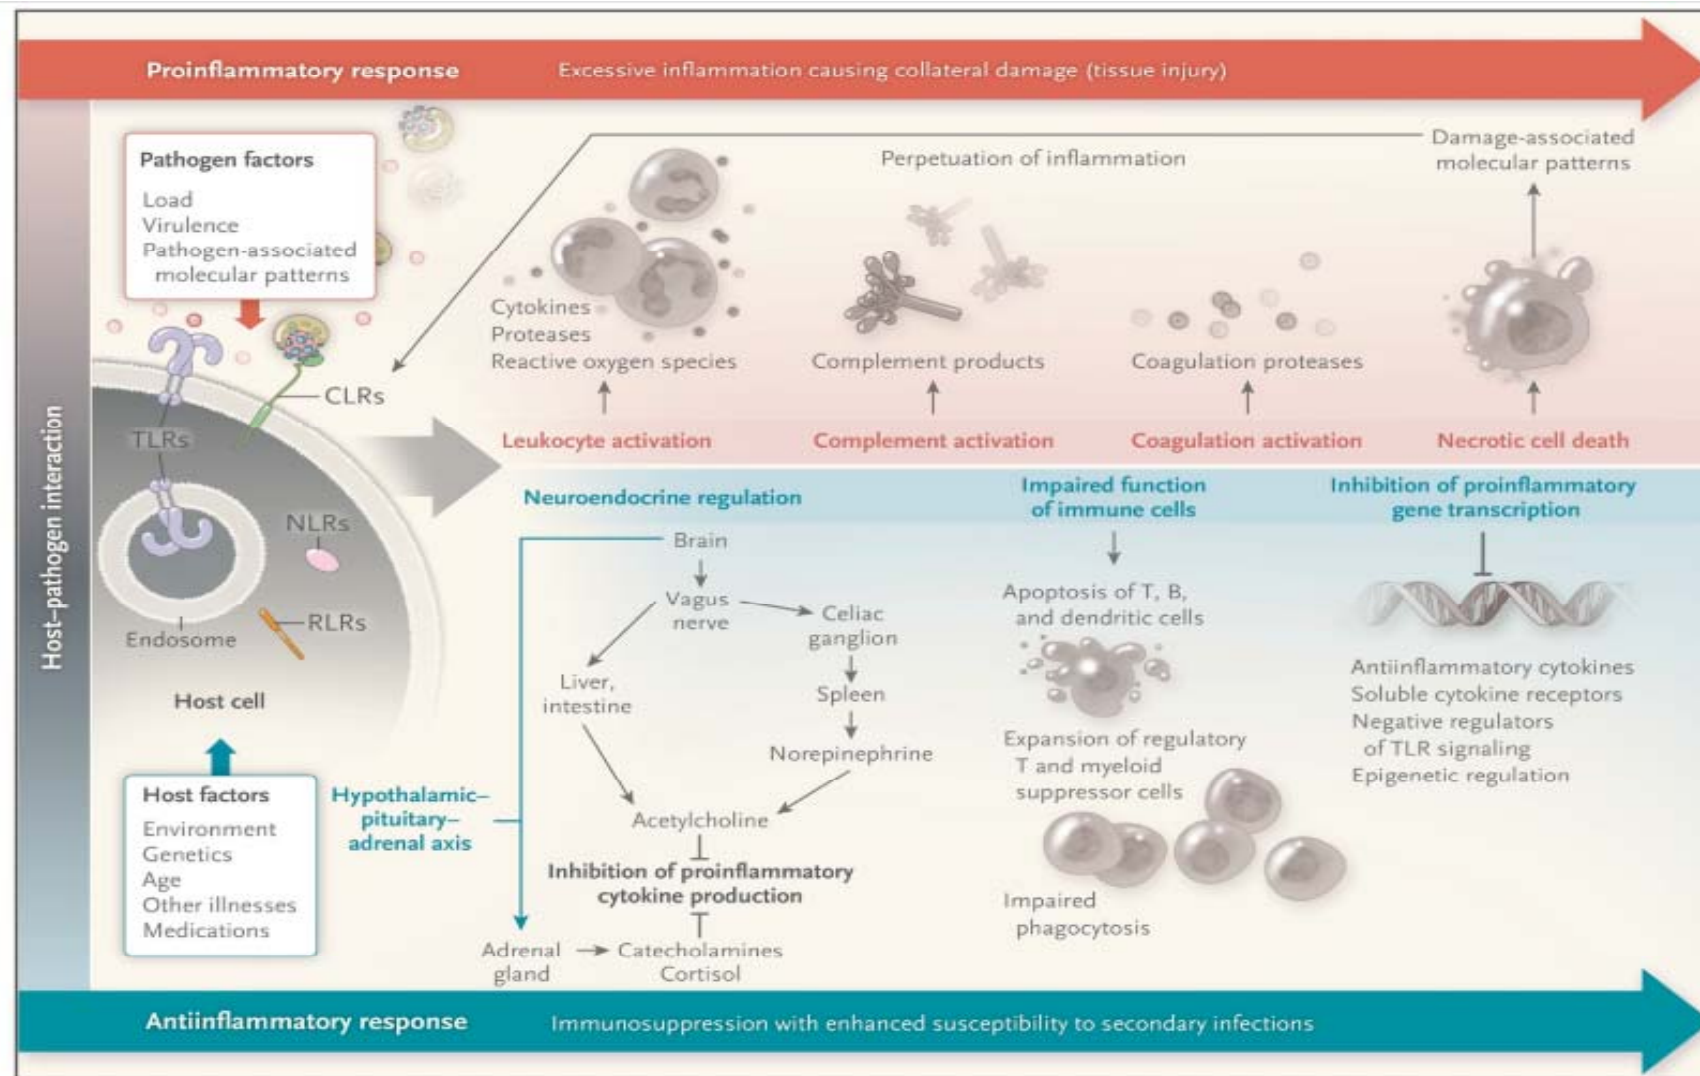 Proinflammatory response
Excessive inflammation causing collateral damage (tissue injury)
Host–pathogen interaction
Pathogen factors
Load
Virulence
Pathogen-associated
molecular patterns
TLRs
CLRs
NLRs
RLRs
Endosome
Host cell
Host factors
Environment
Genetics
Age
Other illnesses
Medications
Perpetuation of inflammation
Damage-associated
molecular patterns
Cytokines
Proteases
Reactive oxygen species
Complement products
Coagulation proteases
Leukocyte activation
Complement activation
Coagulation activation
Necrotic cell death
Neuroendocrine regulation
Brain
Vagus
nerve
Celiac
ganglion
Liver,
intestine
Spleen
Norepinephrine
Hypothalamic–
pituitary–
adrenal axis
Acetylcholine
Inhibition of proinflammatory
cytokine production
Adrenal
gland
Catecholamines
Cortisol
Impaired function
of immune cells
Apoptosis of T, B,
and dendritic cells
Expansion of regulatory
T and myeloid
suppressor cells
Impaired
phagocytosis
Inhibition of proinflammatory
gene transcription
Antiinflammatory cytokines
Soluble cytokine receptors
Negative regulators
of TLR signaling
Epigenetic regulation
Antiinflammatory response
Immunosuppression with enhanced susceptibility to secondary infections